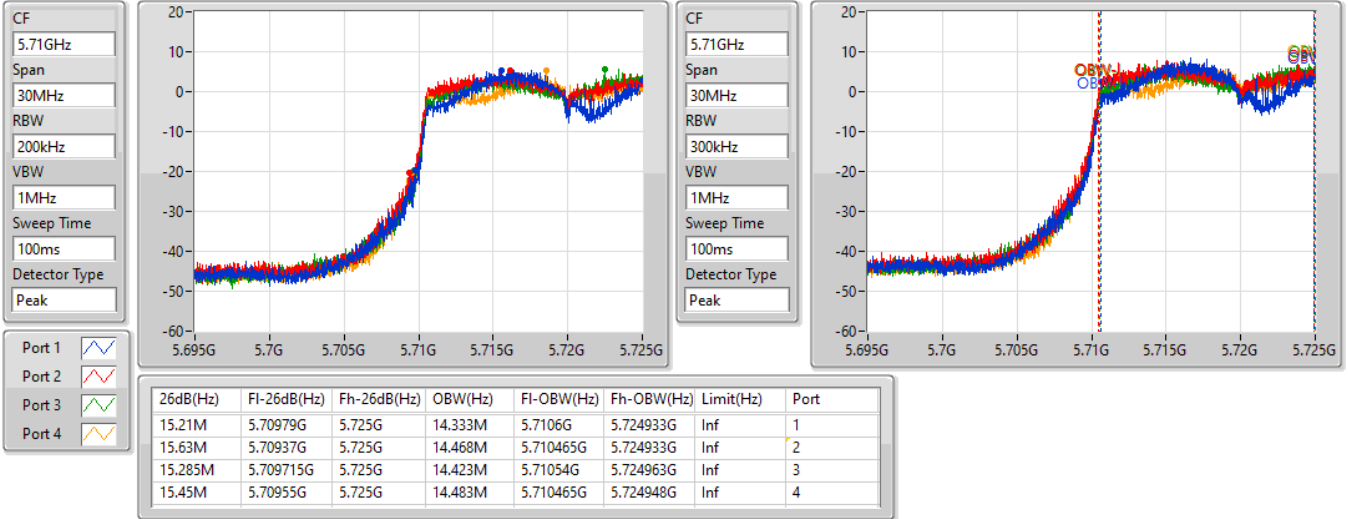 CF
5.71GHz
Span
30MHz
RBW
200kHz
VBW
1MHz
Sweep Time
100ms
Detector Type
Peak
20
10
0
-10
-20
-30
-40
-50
-60
5.695G 5.7G 5.705G 5.71G 5.715G 5.72G 5.725G
CF
5.71GHz
Span
30MHz
RBW
300kHz
VBW
1MHz
Sweep Time
100ms
Detector Type
Peak
20
10
0
-10
-20
-30
-40
-50
-60
5.695G 5.7G 5.705G 5.71G 5.715G 5.72G 5.725G
Port 1
Port 2
Port 3
Port 4
26dB(Hz) Fl-26dB(Hz) Fh-26dB(Hz) OBW(Hz) Fl-OBW(Hz) Fh-OBW(Hz) Limit(Hz) Port
15.21M 5.70979G 5.725G 14.333M 5.7106G 5.724933G Inf 1
15.63M 5.70937G 5.725G 14.468M 5.710465G 5.724933G Inf 2
15.285M 5.709715G 5.725G 14.423M 5.71054G 5.724963G Inf 3
15.45M 5.70955G 5.725G 14.483M 5.710465G 5.724948G Inf 4